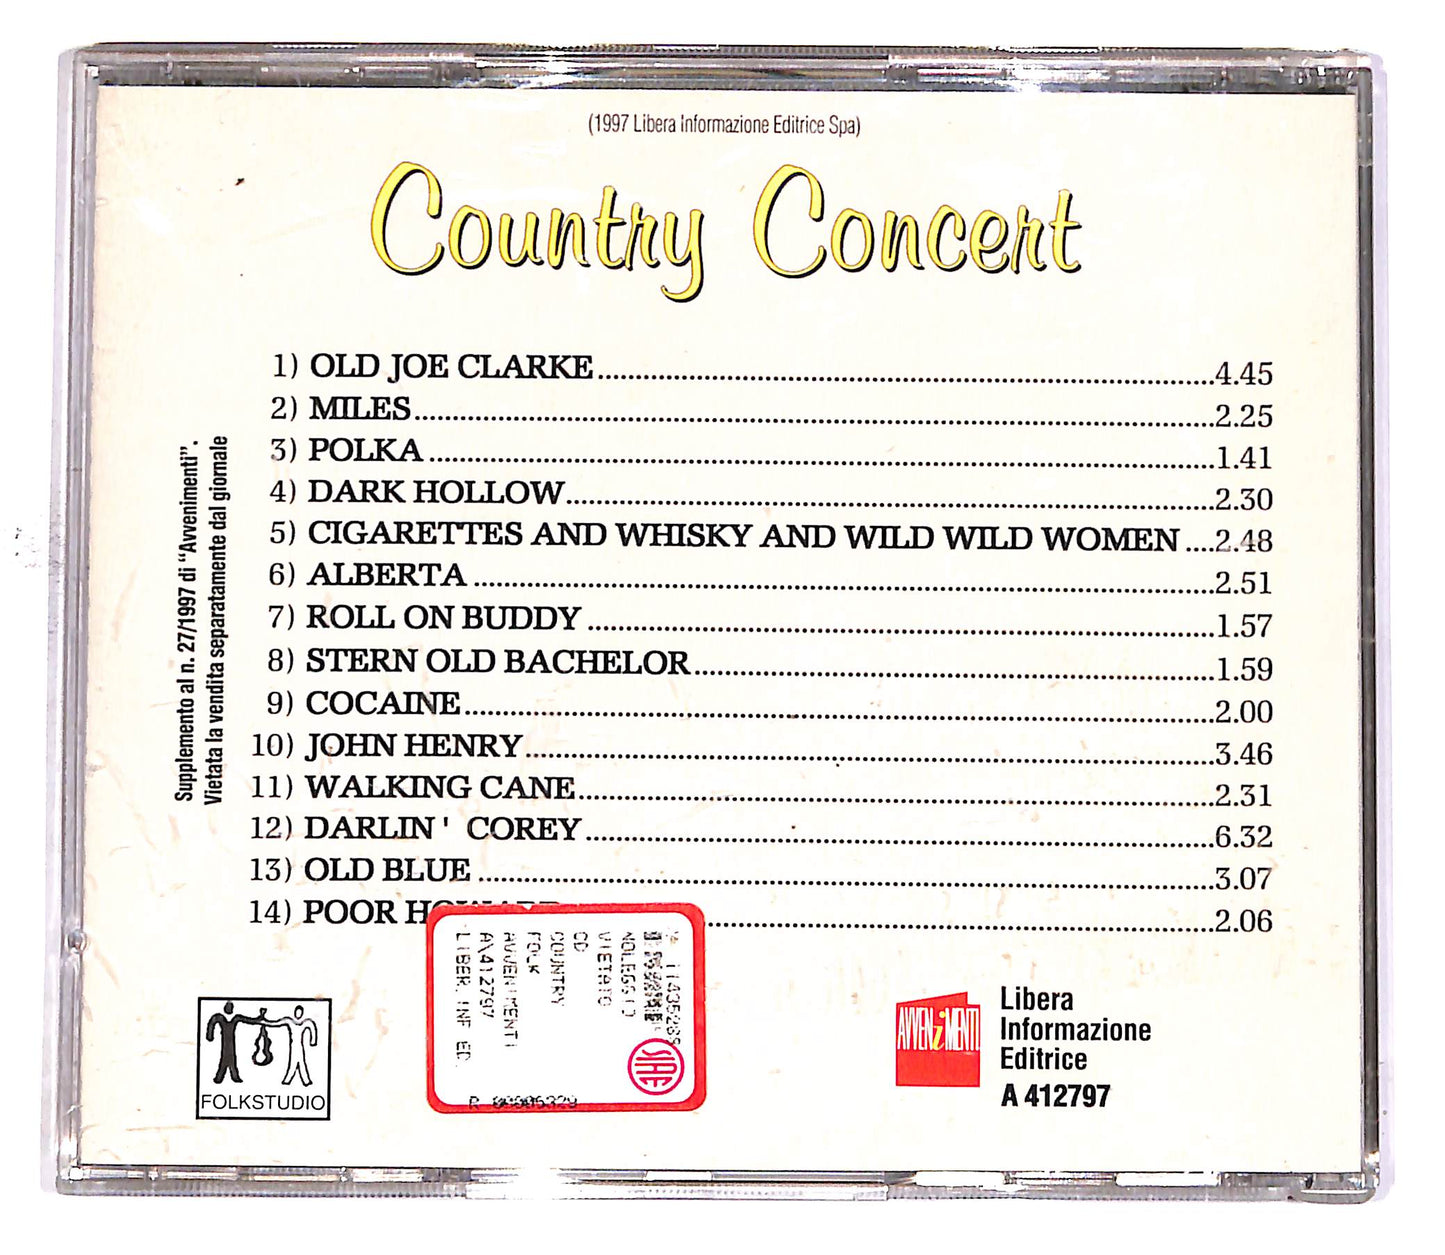 (1997 Libera Informazione Editrice Spa)
Country Concert
1) OLD JOE CLARKE 4.45
2) MILES 2.25
3) POLKA 1.41
4) DARK HOLLOW 2.30
5) CIGARETTES AND WHISKY AND WILD WILD WOMEN 2.48
6) ALBERTA 2.51
7) ROLL ON BUDDY 1.57
8) STERN OLD BACHELOR 1.59
9) COCAINE 2.00
10) JOHN HENRY 3.46
11) WALKING CANE 2.31
12) DARLIN' COREY 6.32
13) OLD BLUE 3.07
14) POOR HOWARD 2.06
Supplemento al n. 27/1997 di "Avvenimenti".
Vietata la vendita separatamente dal giornale
FOLKSTUDIO
NOLEGGIO
VIETATO
CD
COUNTRY
FOLK
AVVENIMENTI
A\412797
LIBER. INF ED.
SIAE
AVVENiMENTI
Libera
Informazione
Editrice
A 412797